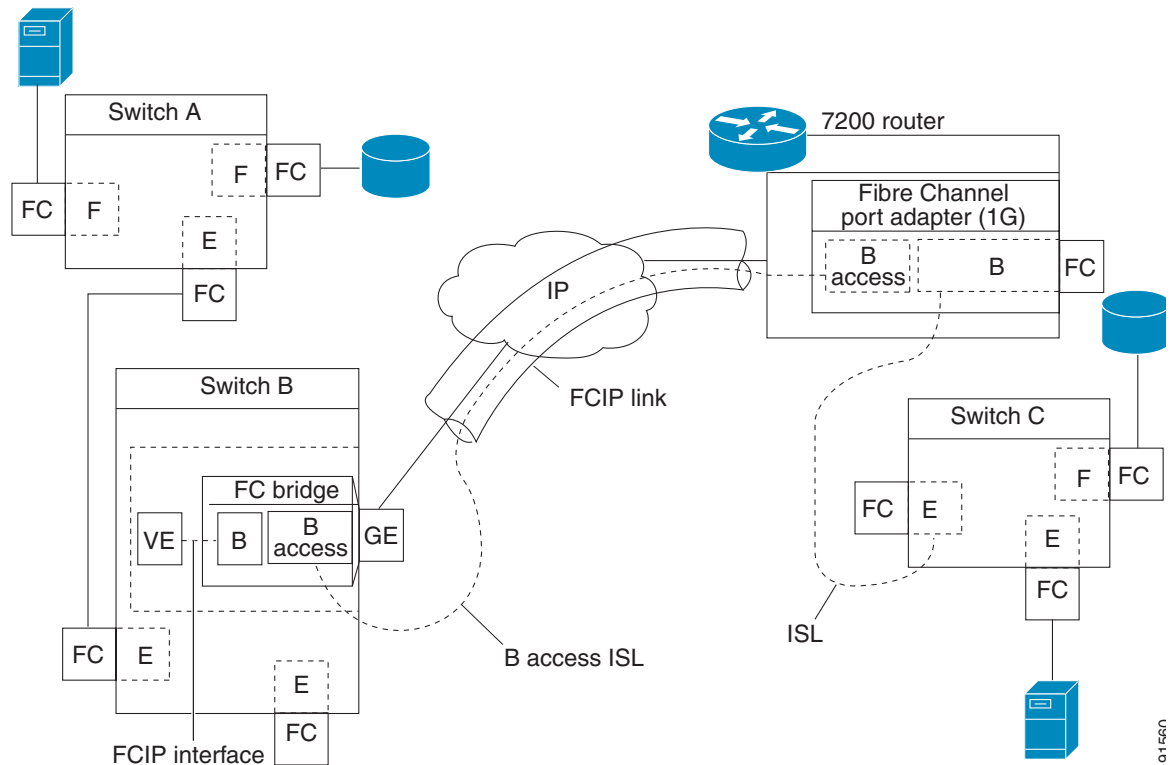 Switch A
F
FC
FC
F
E
FC
7200 router
Fibre Channel
port adapter (1G)
B
access
B
FC
IP
FCIP link
Switch B
FC bridge
VE
B
B
access
GE
FC
E
B access ISL
E
FC
FCIP interface
Switch C
F
FC
FC
E
E
FC
ISL
91560